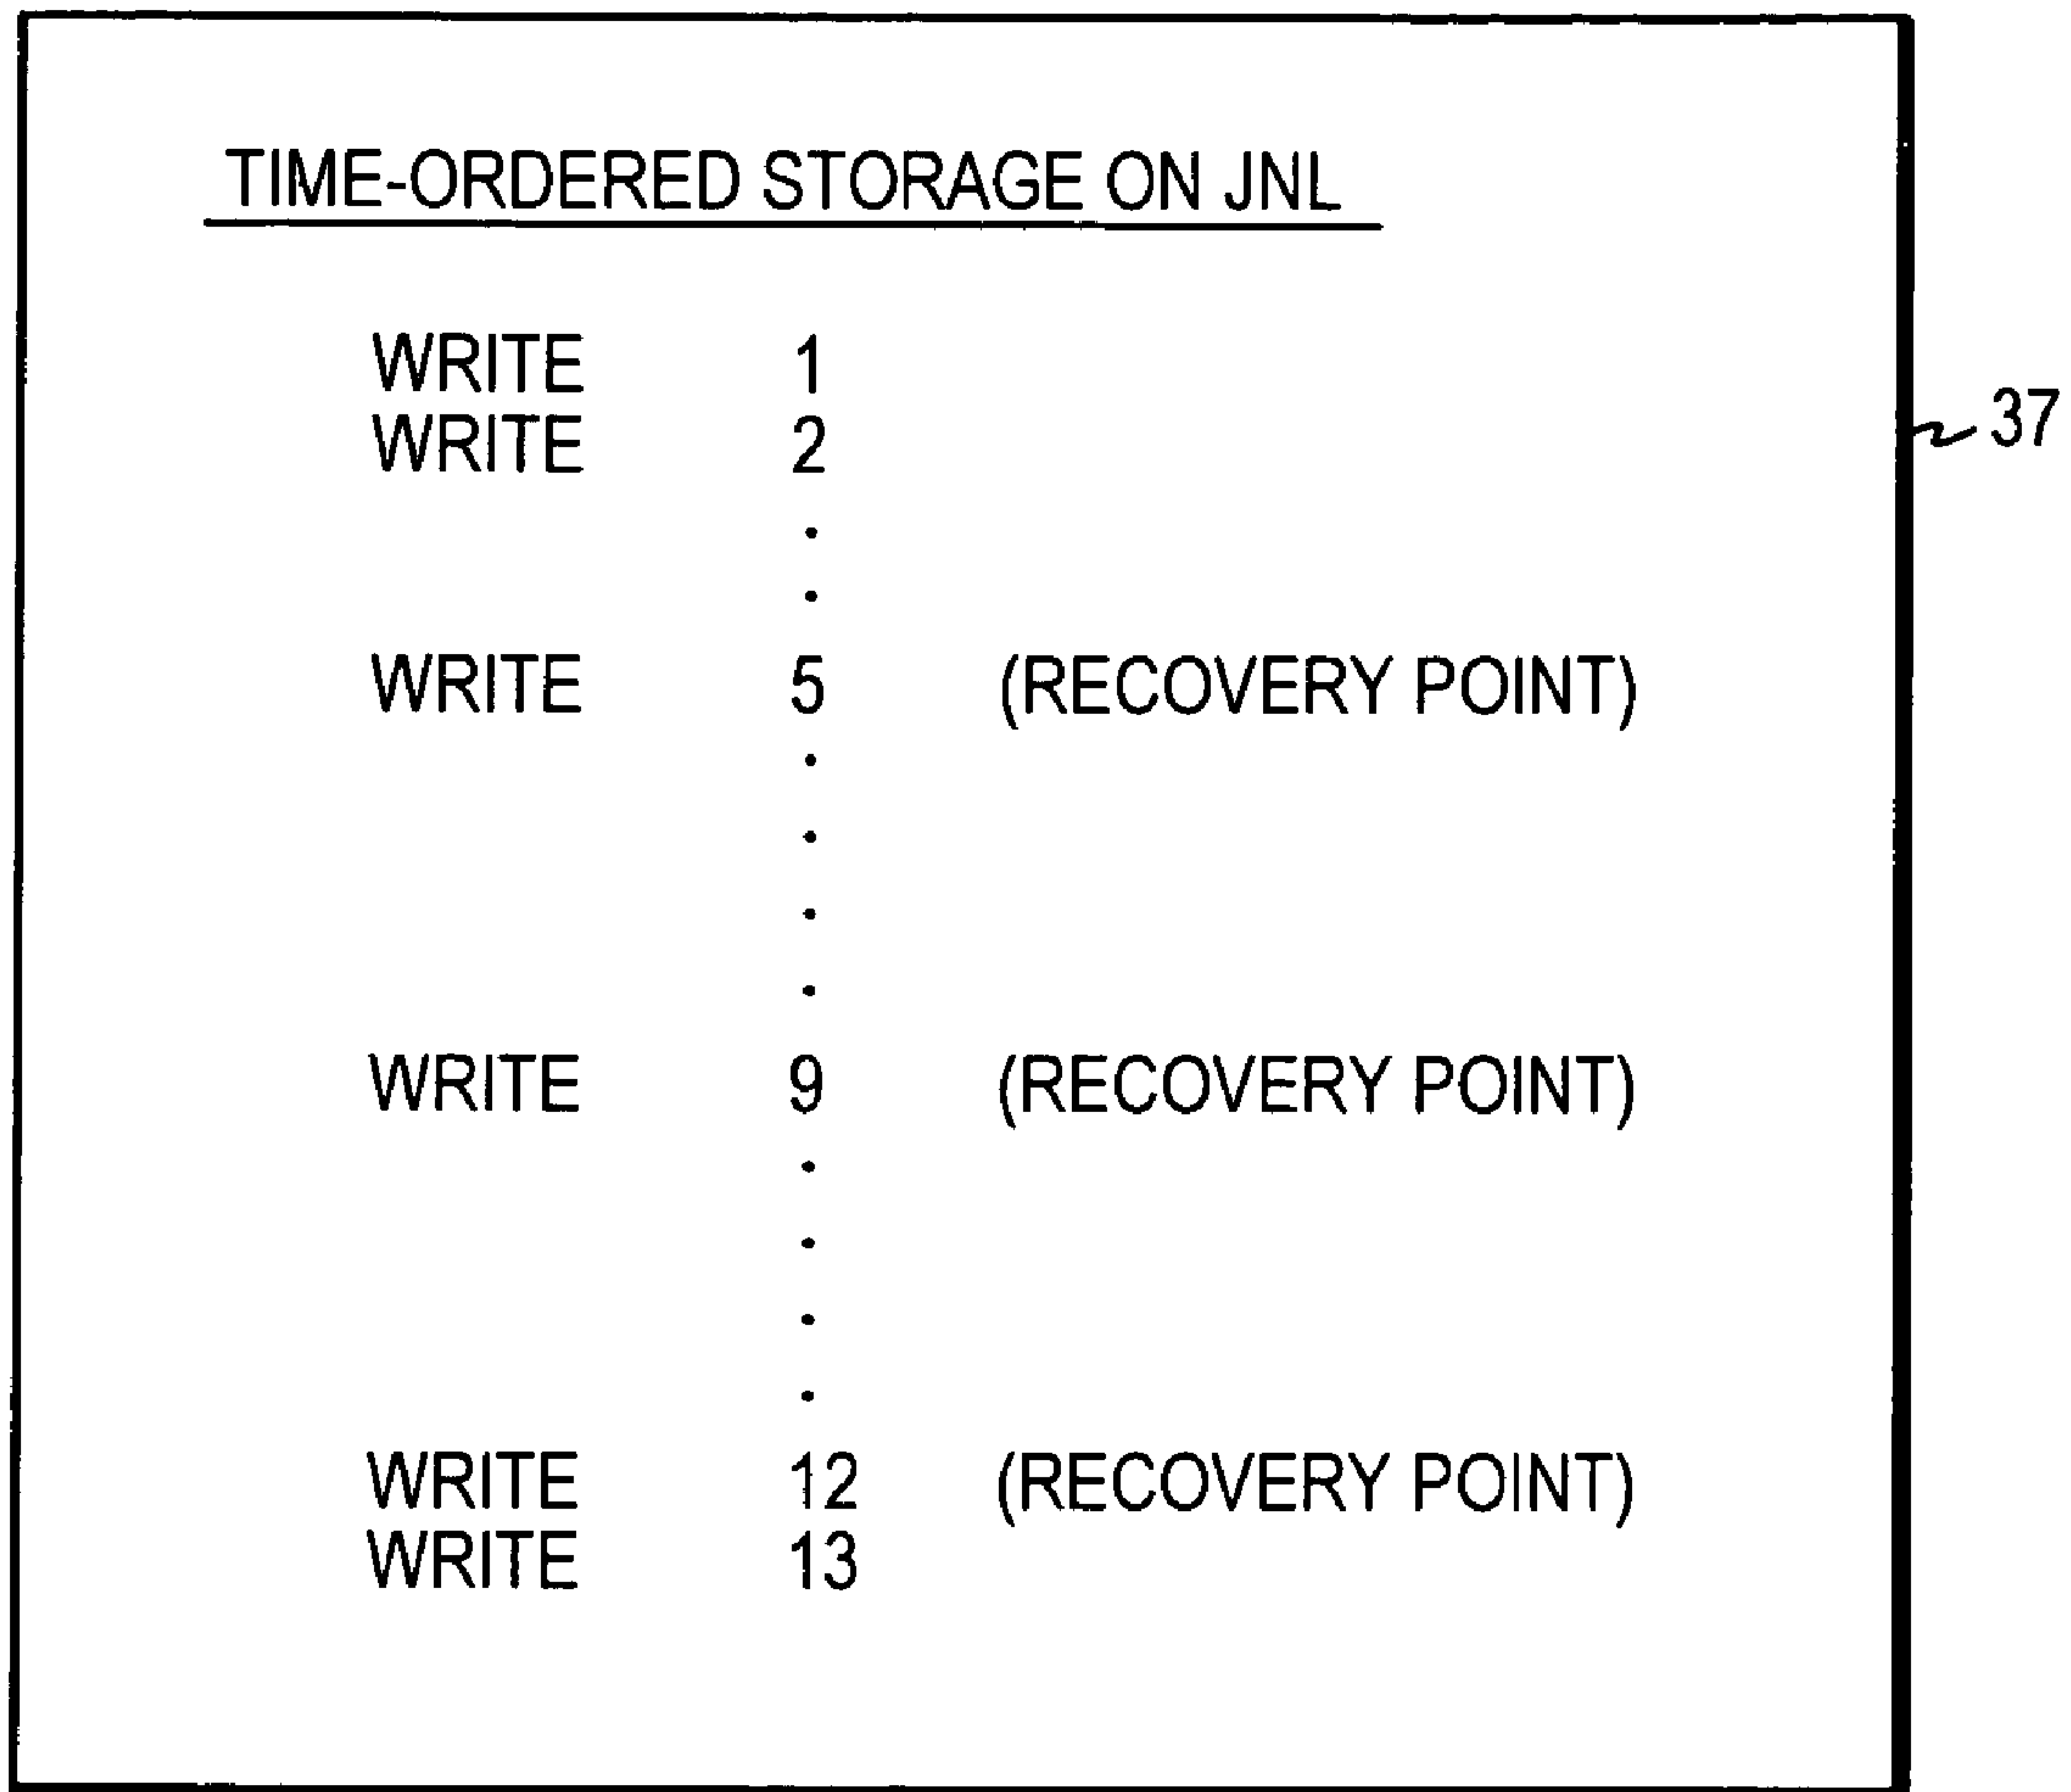 TIME-ORDERED STORAGE ON JNL
WRITE 1
WRITE 2
.
.
WRITE 5 (RECOVERY POINT)
.
.
.
.
WRITE 9 (RECOVERY POINT)
.
.
.
.
WRITE 12 (RECOVERY POINT)
WRITE 13
37